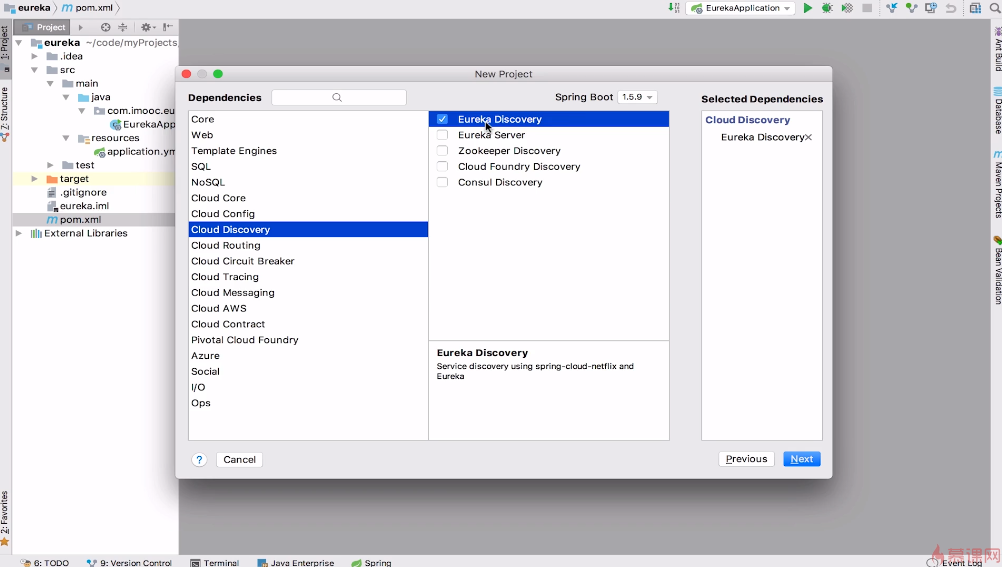 eureka
pom.xml
EurekaApplication
Project
eureka ~/code/myProjects
.idea
src
main
java
com.imooc.eu
EurekaApp
resources
application.ym
test
target
.gitignore
eureka.iml
pom.xml
External Libraries
1: Project
Z: Structure
2: Favorites
New Project
Dependencies
Spring Boot 1.5.9
Selected Dependencies
Core
Web
Template Engines
SQL
NoSQL
Cloud Core
Cloud Config
Cloud Discovery
Cloud Routing
Cloud Circuit Breaker
Cloud Tracing
Cloud Messaging
Cloud AWS
Cloud Contract
Pivotal Cloud Foundry
Azure
Social
I/O
Ops
Eureka Discovery
Eureka Server
Zookeeper Discovery
Cloud Foundry Discovery
Consul Discovery
Eureka Discovery
Service discovery using spring-cloud-netflix and
Eureka
Cloud Discovery
Eureka Discovery
?
Cancel
Previous
Next
Ant Build
Database
Maven Projects
Bean Validation
6: TODO
9: Version Control
Terminal
Java Enterprise
Spring
Event Log
慕课网